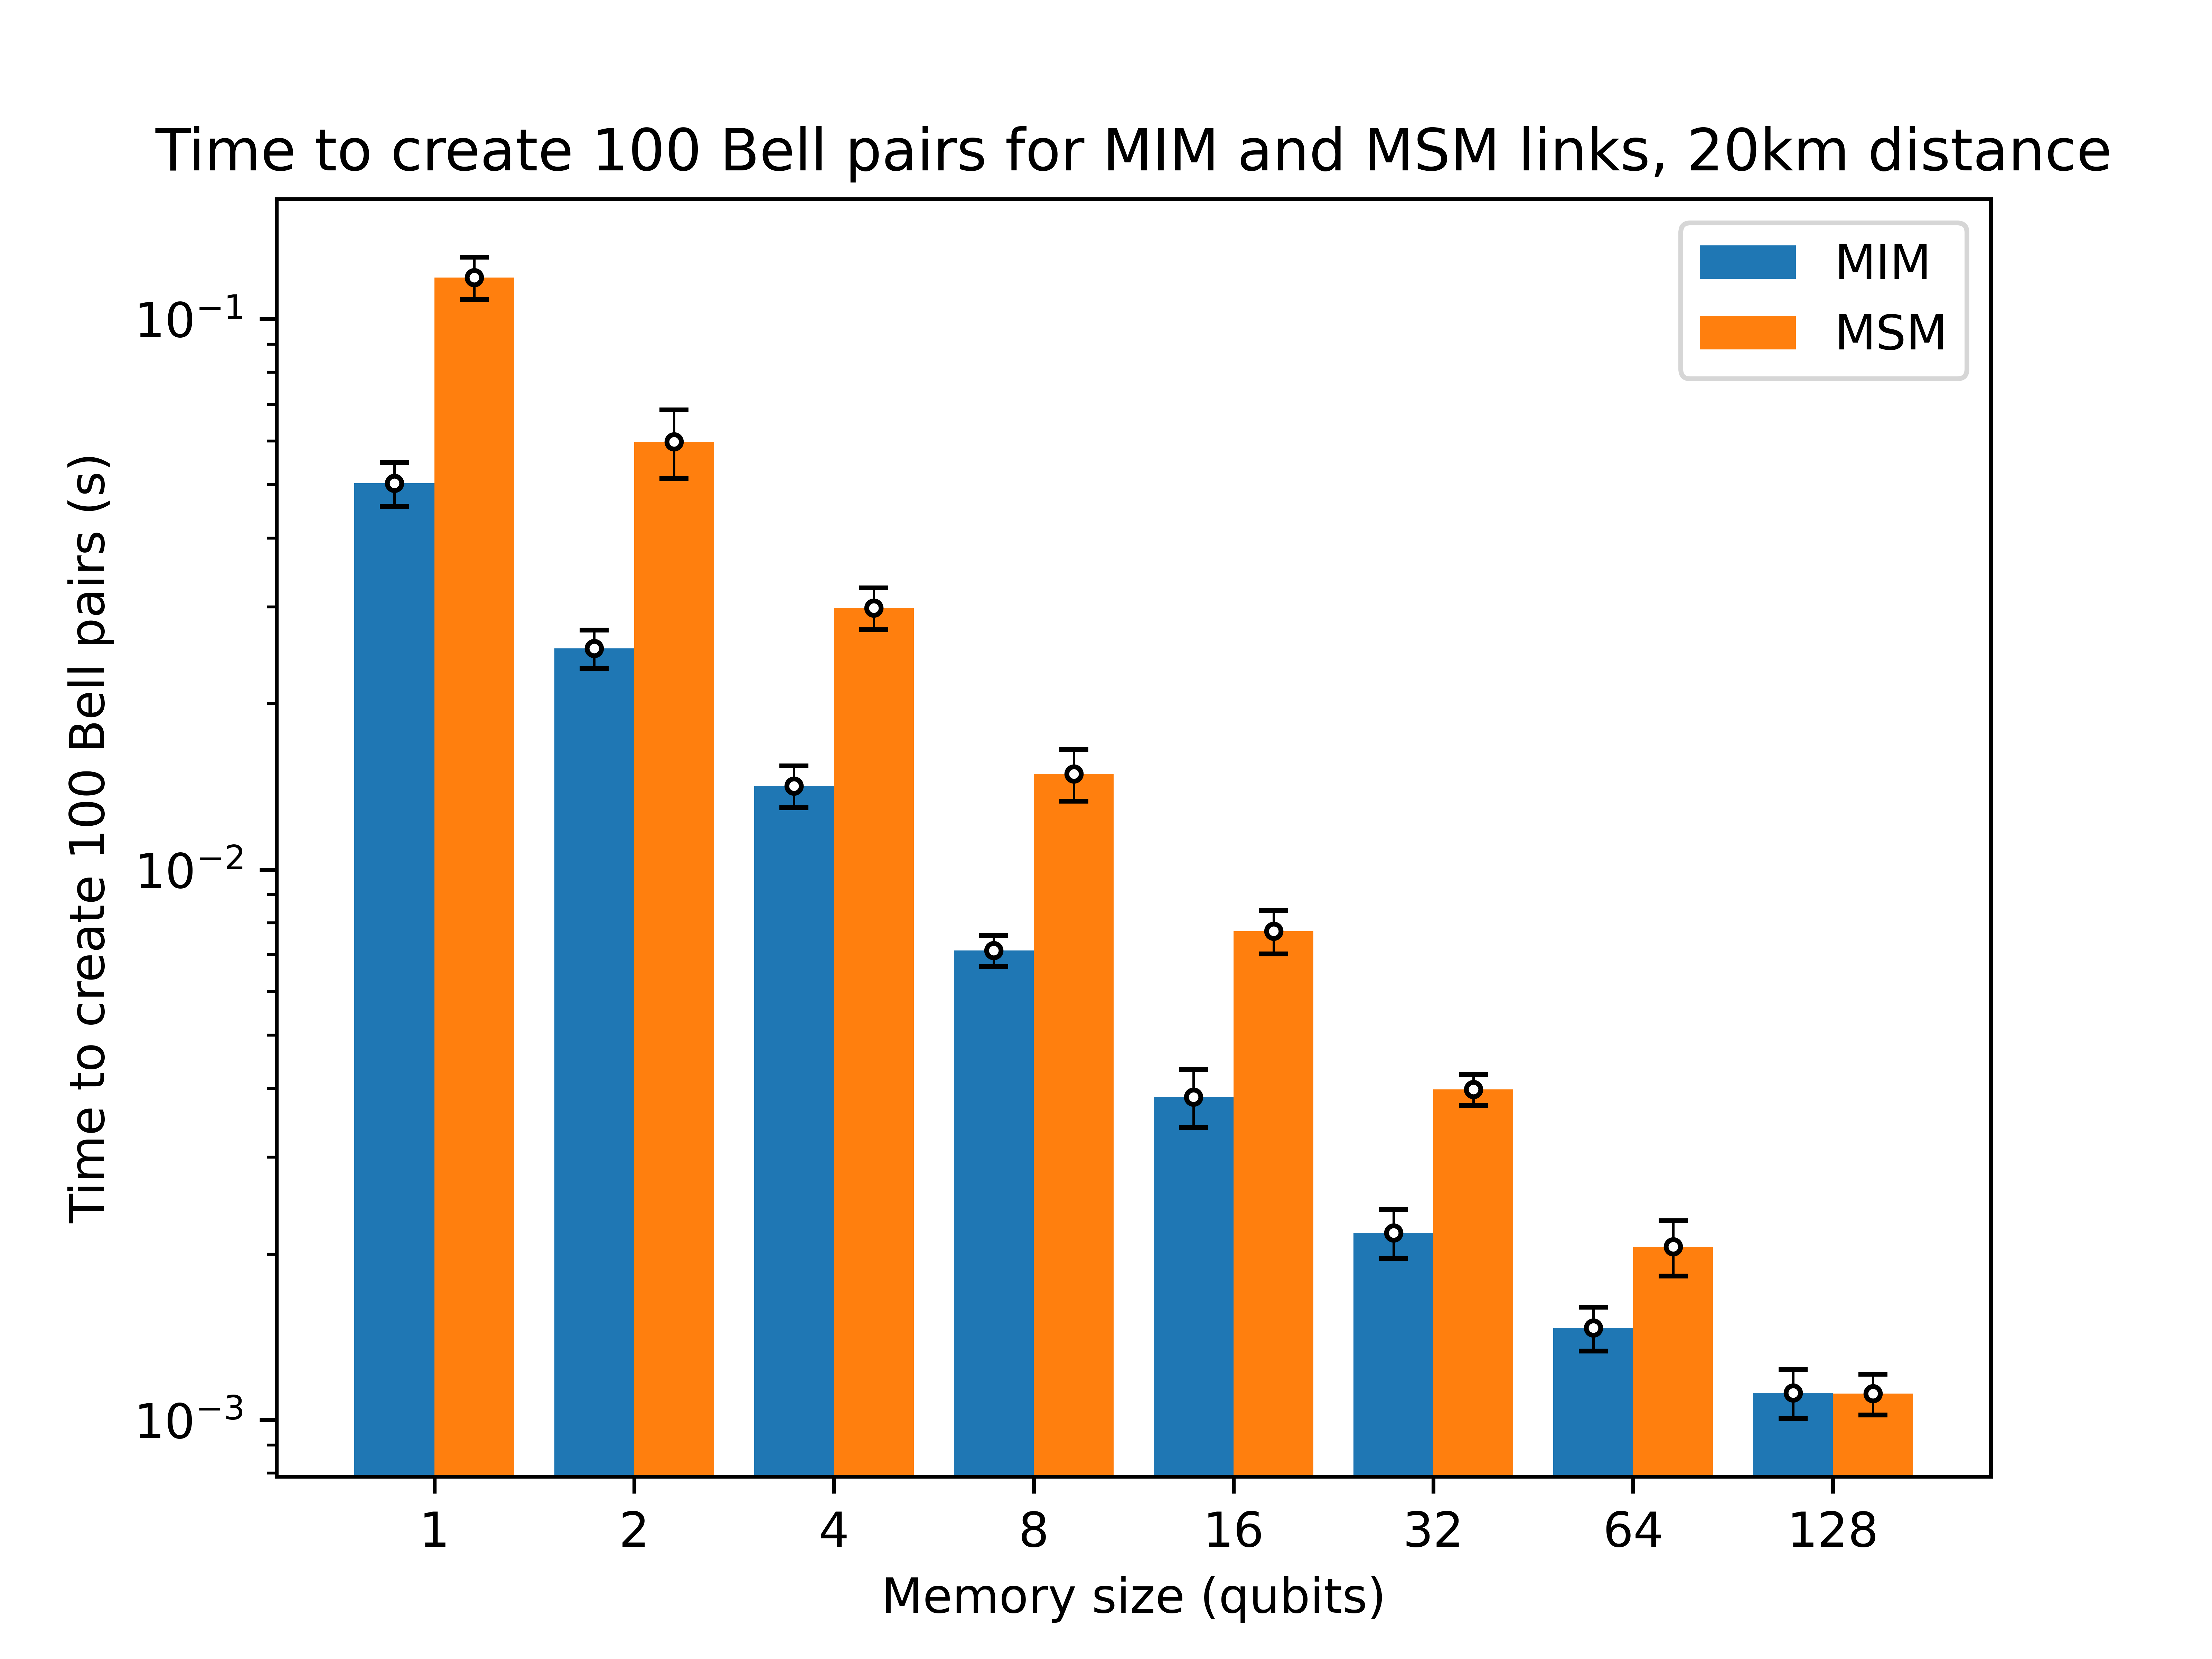 Time to create 100 Bell pairs for MIM and MSM links, 20km distance
MIM
MSM
Time to create 100 Bell pairs (s)
10⁻¹
10⁻²
10⁻³
1 2 4 8 16 32 64 128
Memory size (qubits)